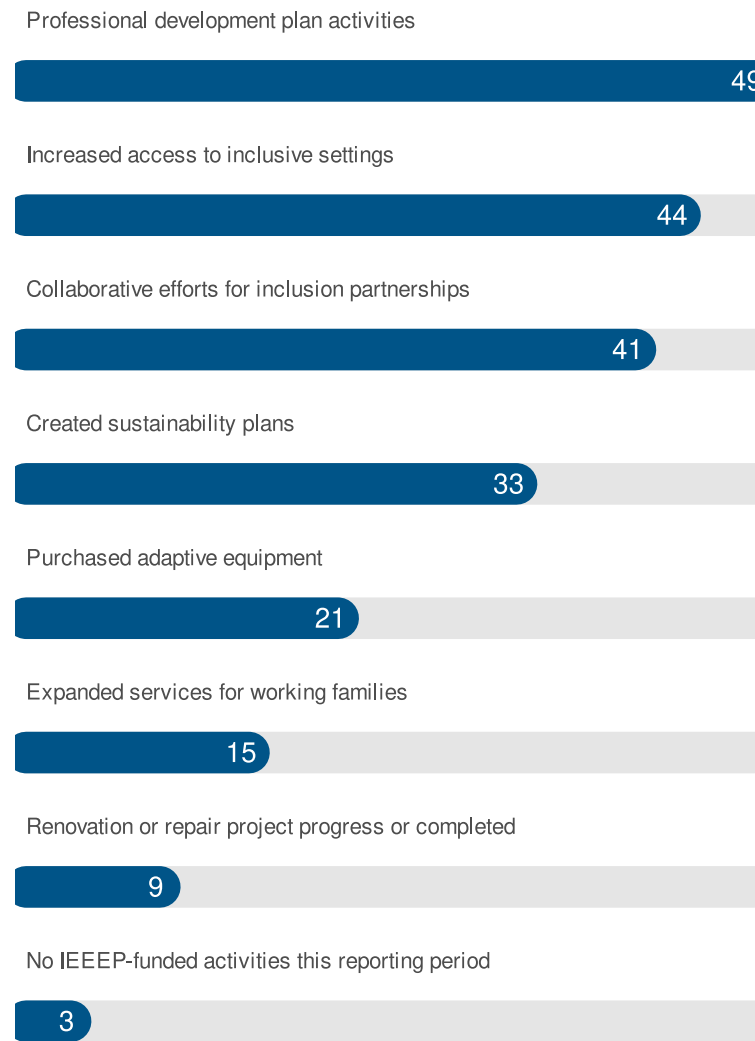 Professional development plan activities
49
Increased access to inclusive settings
44
Collaborative efforts for inclusion partnerships
41
Created sustainability plans
33
Purchased adaptive equipment
21
Expanded services for working families
15
Renovation or repair project progress or completed
9
No IEEEP-funded activities this reporting period
3